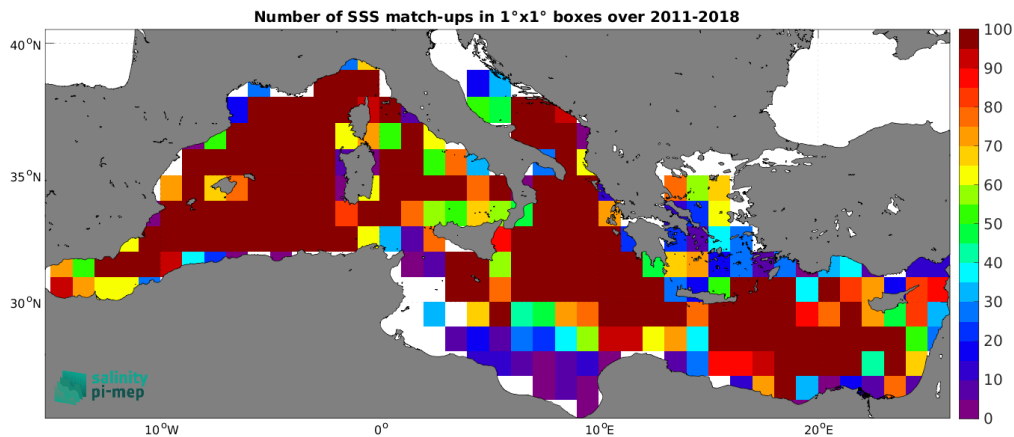 Number of SSS match-ups in 1°x1° boxes over 2011-2018
40°N
35°N
30°N
10°W
0°
10°E
20°E
100
90
80
70
60
50
40
30
20
10
0
salinity
pi-mep